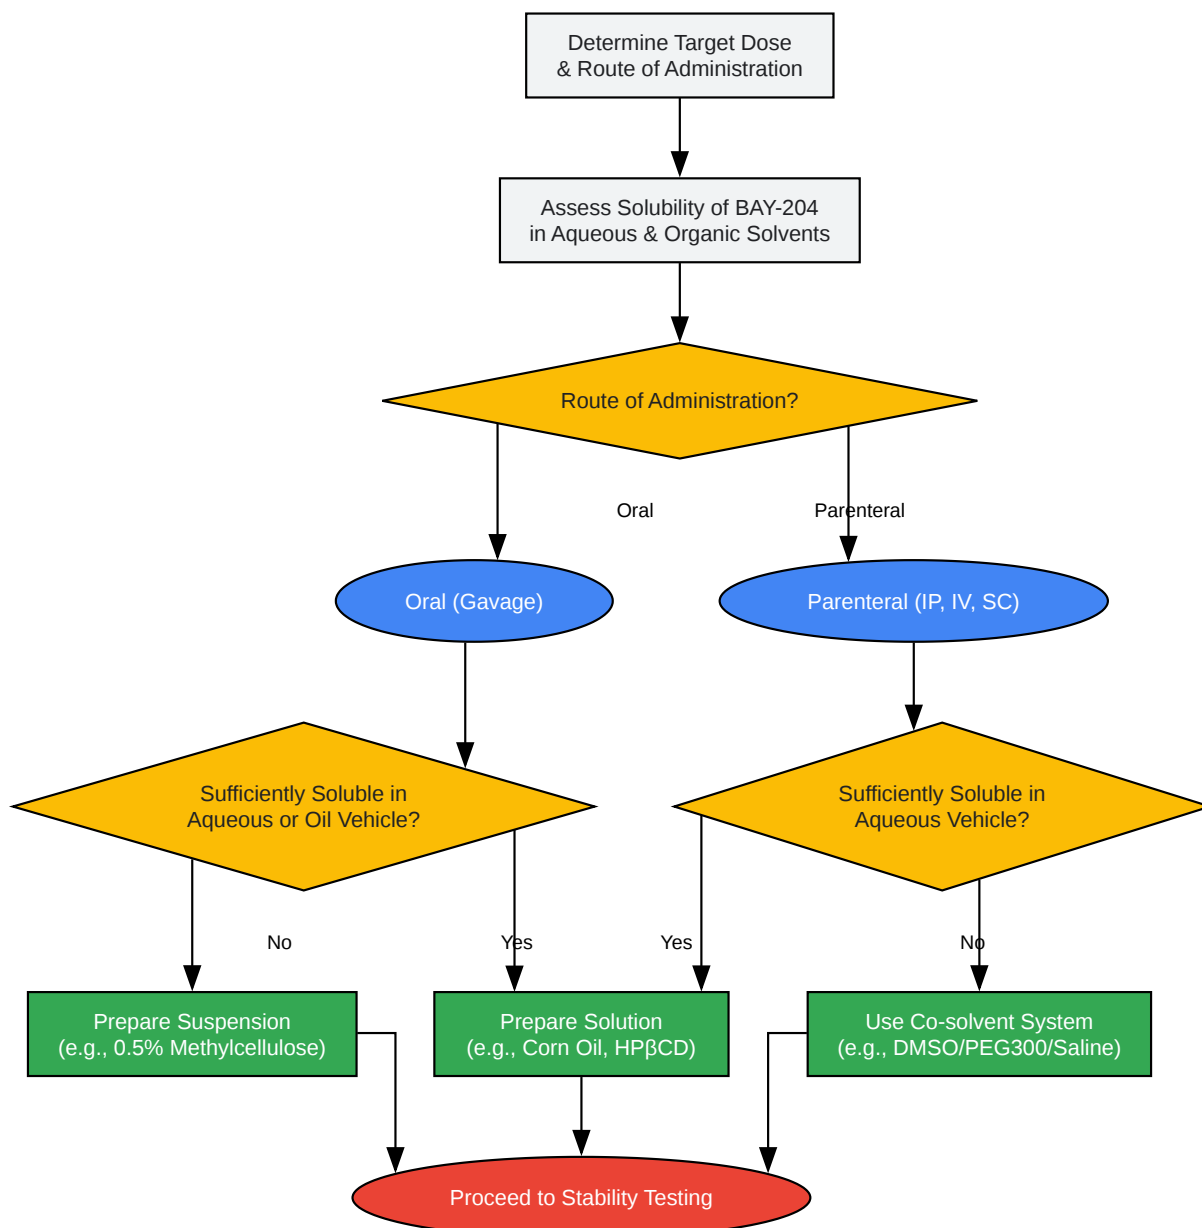 Determine Target Dose
& Route of Administration
Assess Solubility of BAY-204
in Aqueous & Organic Solvents
Route of Administration?
Oral
Parenteral
Oral (Gavage)
Parenteral (IP, IV, SC)
Sufficiently Soluble in
Aqueous or Oil Vehicle?
Sufficiently Soluble in
Aqueous Vehicle?
No
Yes
Yes
No
Prepare Suspension
(e.g., 0.5% Methylcellulose)
Prepare Solution
(e.g., Corn Oil, HPβCD)
Use Co-solvent System
(e.g., DMSO/PEG300/Saline)
Proceed to Stability Testing